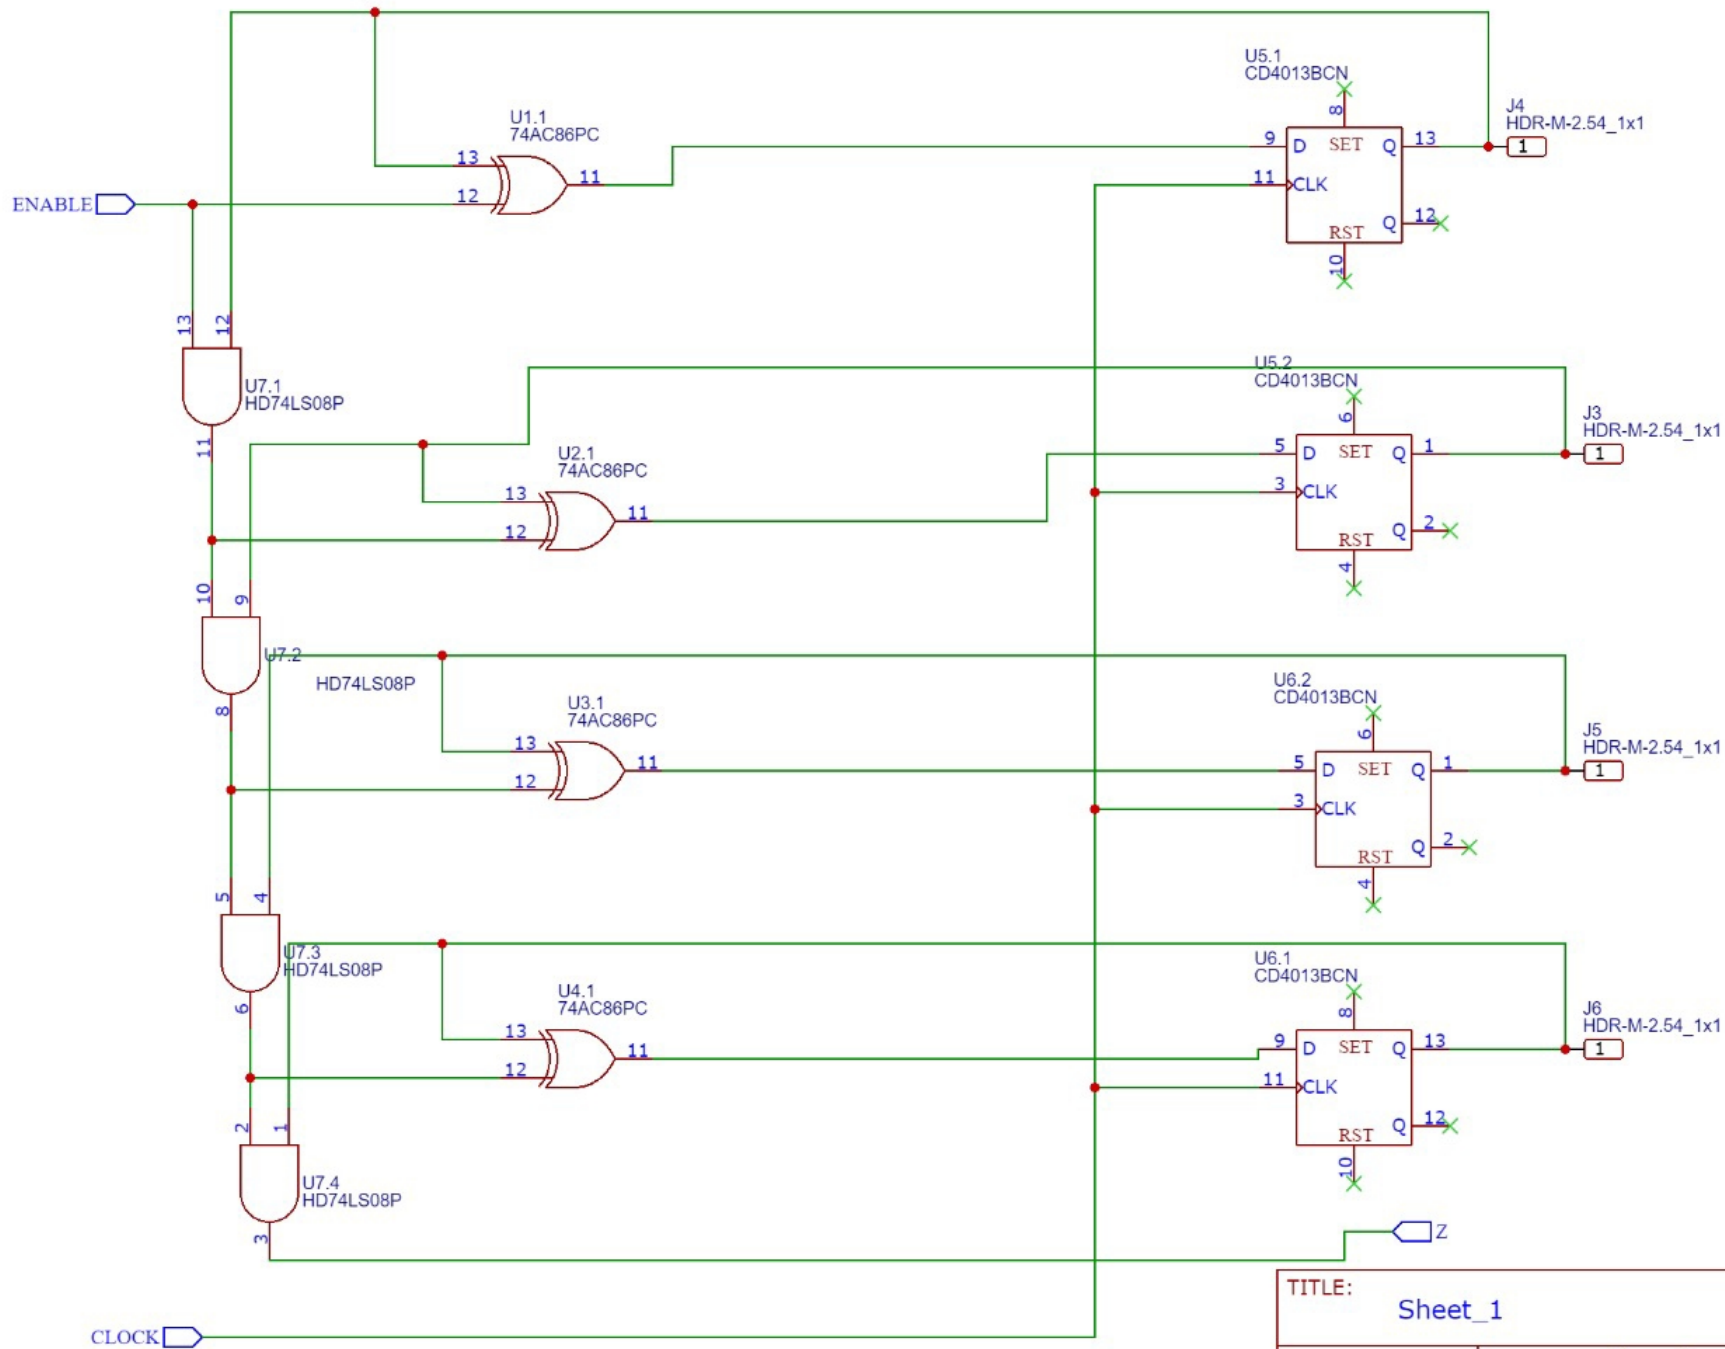 U5.1
CD4013BCN
8
J4
HDR-M-2.54_1x1
U1.1
74AC86PC
13
11
12
ENABLE
9
D
SET
Q
13
1
11
CLK
Q
12
RST
10
13
12
U7.1
HD74LS08P
11
U5.2
CD4013BCN
6
J3
HDR-M-2.54_1x1
U2.1
74AC86PC
13
11
12
5
D
SET
Q
1
1
3
CLK
Q
2
RST
4
10
9
U7.2
HD74LS08P
8
U6.2
CD4013BCN
6
J5
HDR-M-2.54_1x1
U3.1
74AC86PC
13
11
12
5
D
SET
Q
1
1
3
CLK
Q
2
RST
4
5
4
U7.3
HD74LS08P
6
U6.1
CD4013BCN
8
J6
HDR-M-2.54_1x1
U4.1
74AC86PC
13
11
12
9
D
SET
Q
13
1
11
CLK
Q
12
RST
10
2
1
U7.4
HD74LS08P
3
Z
TITLE:
Sheet_1
CLOCK